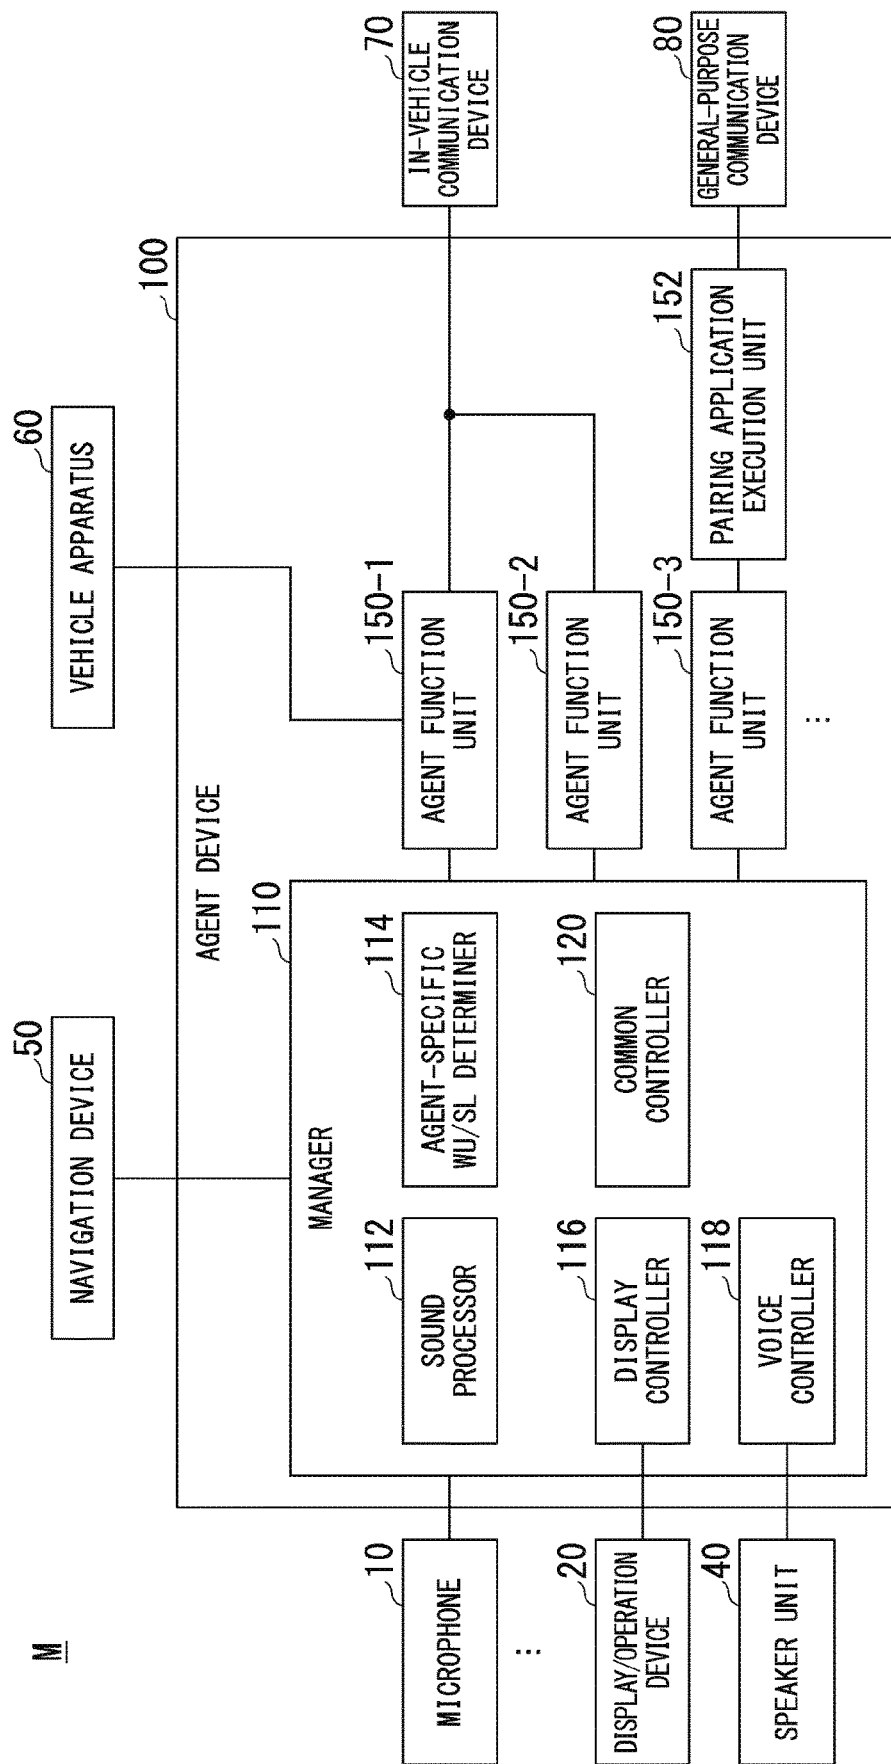 M
50
NAVIGATION DEVICE
60
VEHICLE APPARATUS
100
AGENT DEVICE
110
MANAGER
10
MICROPHONE
⋮
20
DISPLAY/OPERATION
DEVICE
40
SPEAKER UNIT
112
SOUND
PROCESSOR
114
AGENT-SPECIFIC
WU/SL DETERMINER
116
DISPLAY
CONTROLLER
120
COMMON
CONTROLLER
118
VOICE
CONTROLLER
150-1
AGENT FUNCTION
UNIT
150-2
AGENT FUNCTION
UNIT
150-3
AGENT FUNCTION
UNIT
⋮
152
PAIRING APPLICATION
EXECUTION UNIT
70
IN-VEHICLE
COMMUNICATION
DEVICE
80
GENERAL-PURPOSE
COMMUNICATION
DEVICE